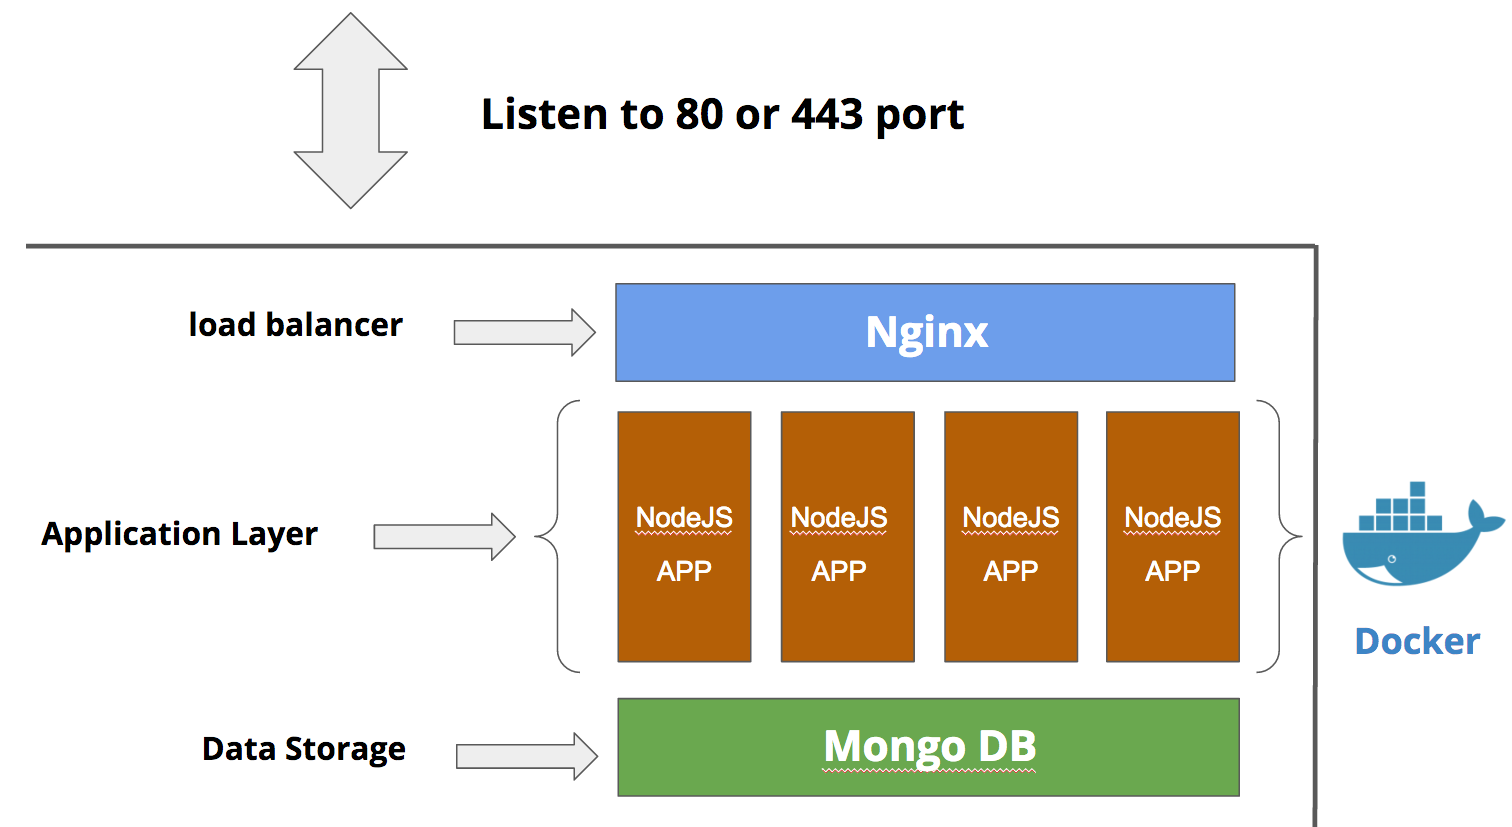 Listen to 80 or 443 port
load balancer
Nginx
Application Layer
NodeJS
APP
NodeJS
APP
NodeJS
APP
NodeJS
APP
Docker
Data Storage
Mongo DB